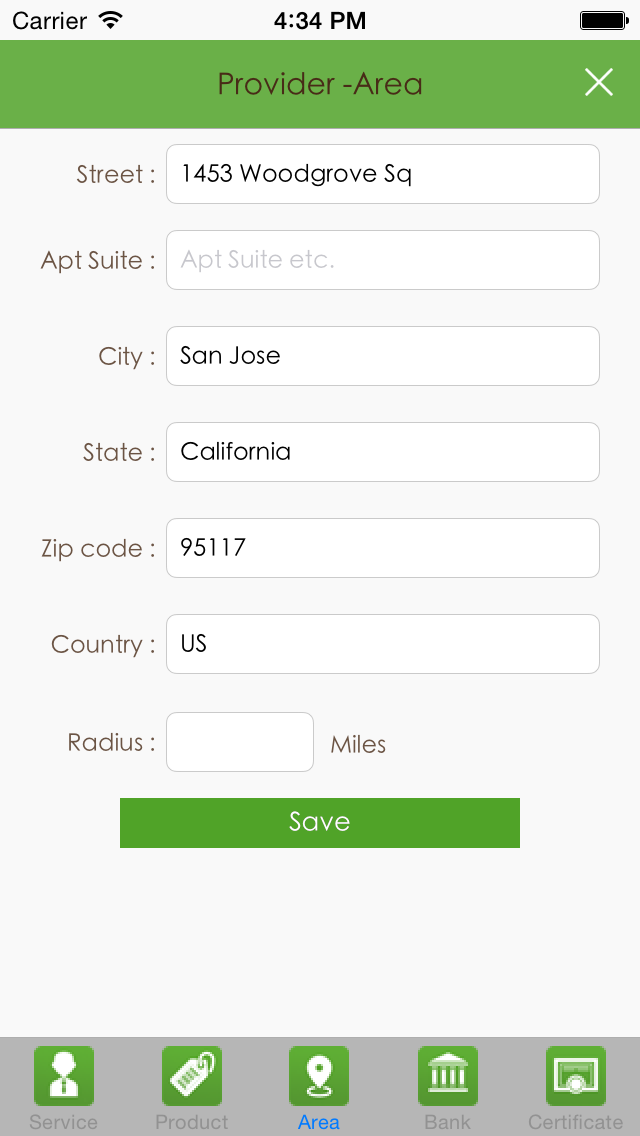 Carrier 4:34 PM
Provider -Area
Street : 1453 Woodgrove Sq
Apt Suite : Apt Suite etc.
City : San Jose
State : California
Zip code : 95117
Country : US
Radius : Miles
Save
Service Product Area Bank Certificate